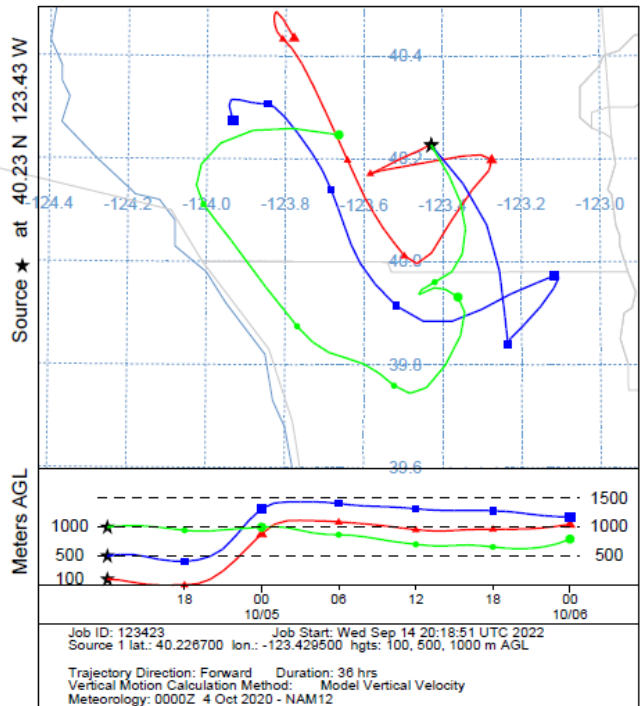 Source ★ at 40.23 N 123.43 W
40.4
40.2
-124.4 -124.2 -124.0 -123.8 -123.6 -123.4 -123.2 -123.0
40.0
39.8
39.6
Meters AGL
1500
1000 1000
500 500
100
18 00 06 12 18 00
10/05 10/06
Job ID: 123423 Job Start: Wed Sep 14 20:18:51 UTC 2022
Source 1 lat.: 40.226700 lon.: -123.429500 hgts: 100, 500, 1000 m AGL
Trajectory Direction: Forward Duration: 36 hrs
Vertical Motion Calculation Method: Model Vertical Velocity
Meteorology: 0000Z 4 Oct 2020 - NAM12